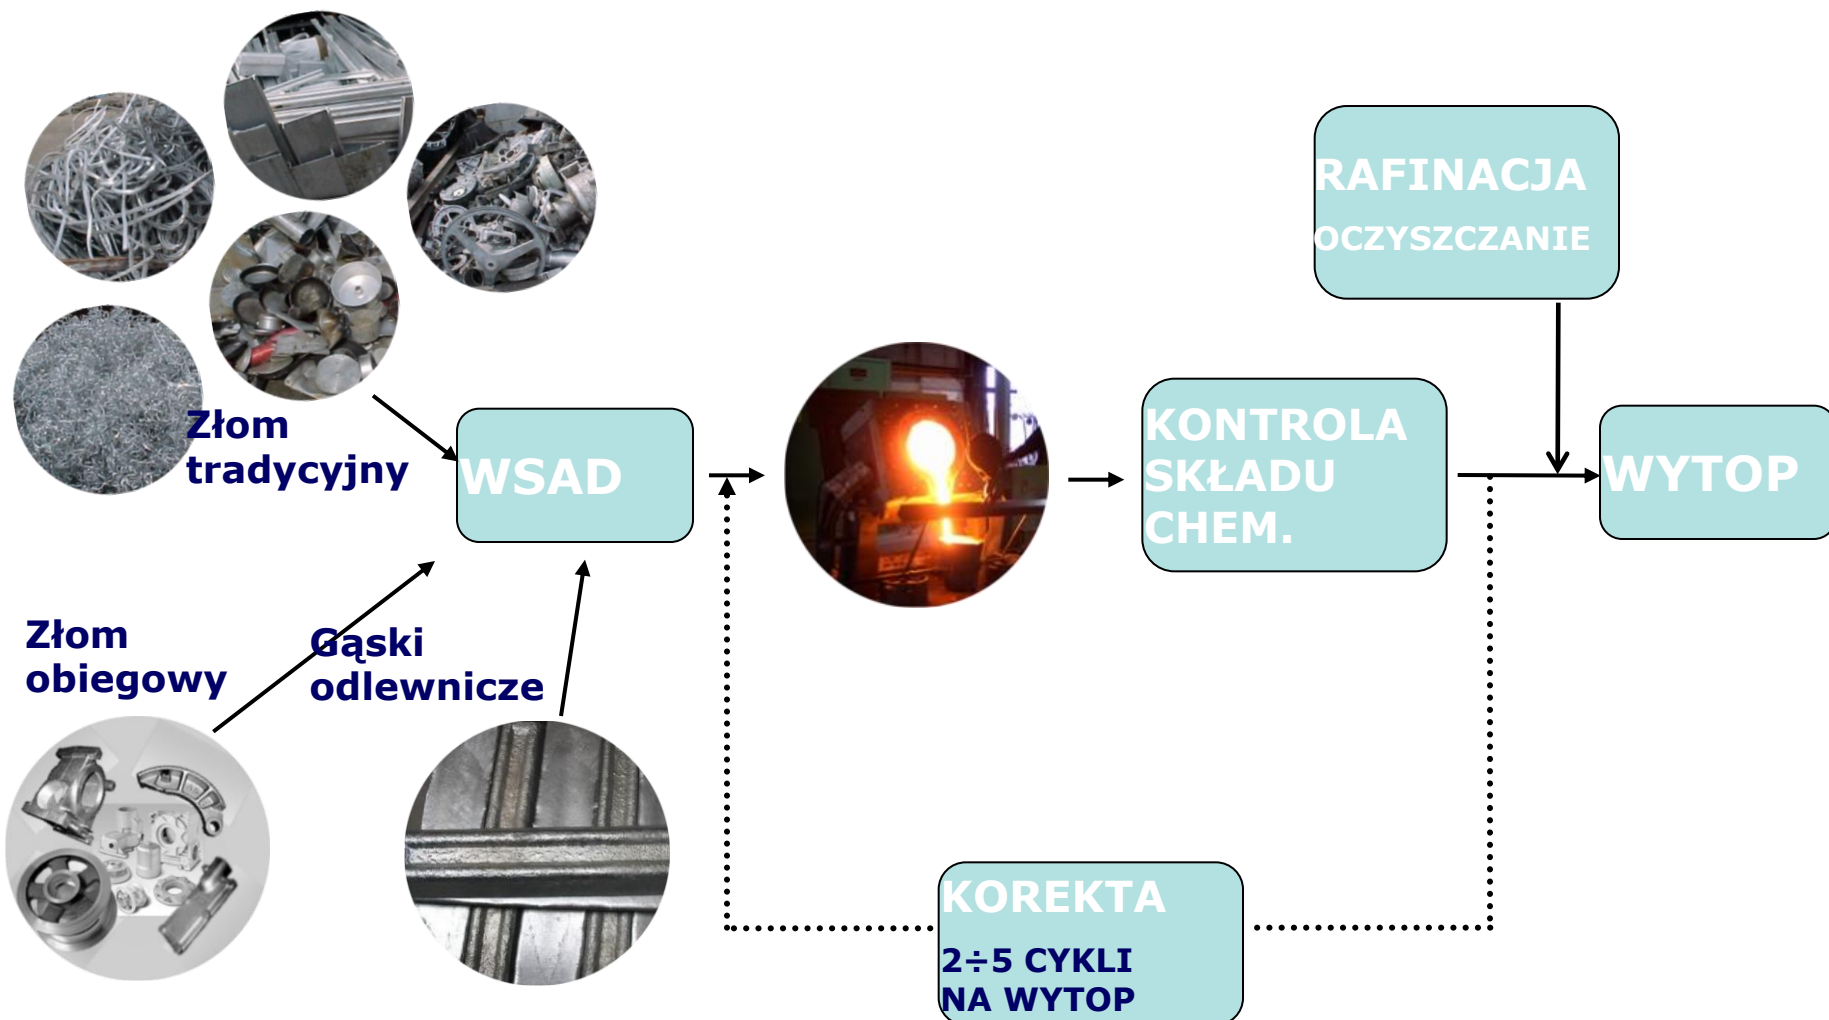 Złom
tradycyjny
WSAD
Złom
obiegowy
Gąski
odlewnicze
KONTROLA
SKŁADU
CHEM.
RAFINACJA
OCZYSZCZANIE
WYTOP
KOREKTA
2÷5 CYKLI
NA WYTOP